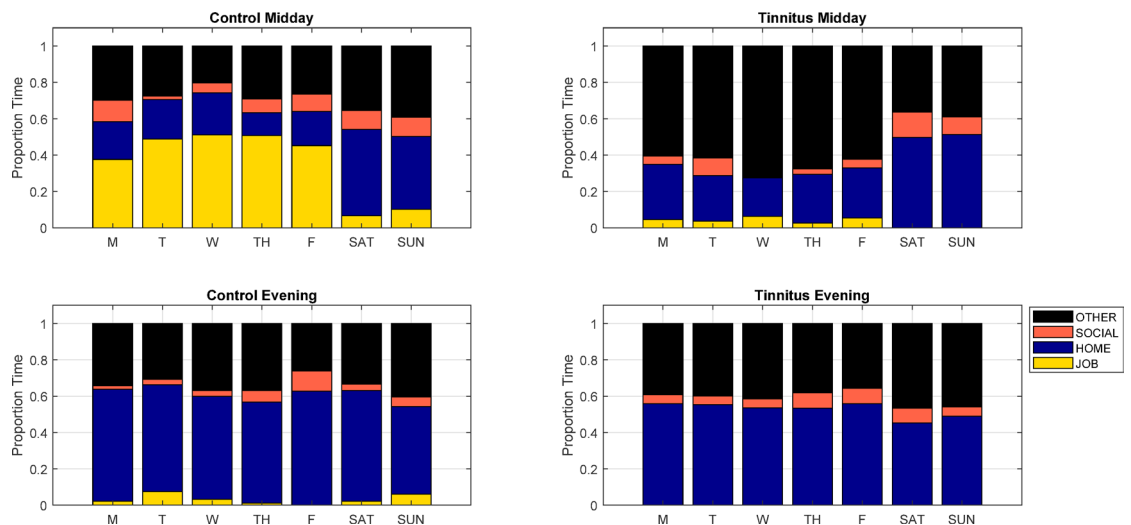 Control Midday
Proportion Time
1
0.8
0.6
0.4
0.2
0
M T W TH F SAT SUN
Tinnitus Midday
Proportion Time
1
0.8
0.6
0.4
0.2
0
M T W TH F SAT SUN
Control Evening
Proportion Time
1
0.8
0.6
0.4
0.2
0
M T W TH F SAT SUN
Tinnitus Evening
Proportion Time
1
0.8
0.6
0.4
0.2
0
M T W TH F SAT SUN
OTHER
SOCIAL
HOME
JOB